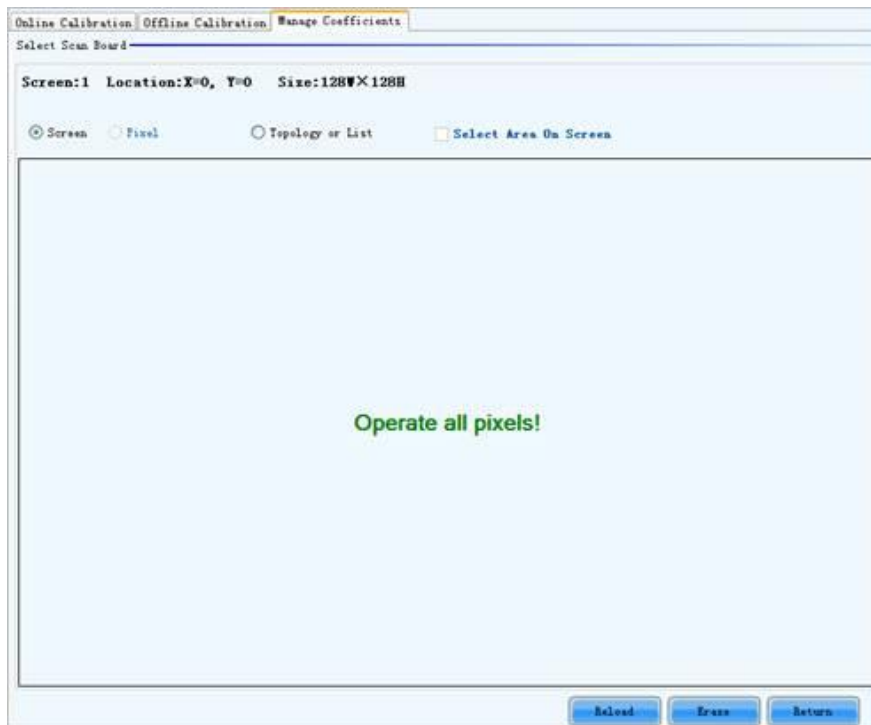 Online Calibration Offline Calibration Manage Coefficients
Select Scan Board
Screen:1 Location:X=0, Y=0 Size:128W×128H
Screen Pixel Topology or List Select Area On Screen
Operate all pixels!
Reload Erase Return